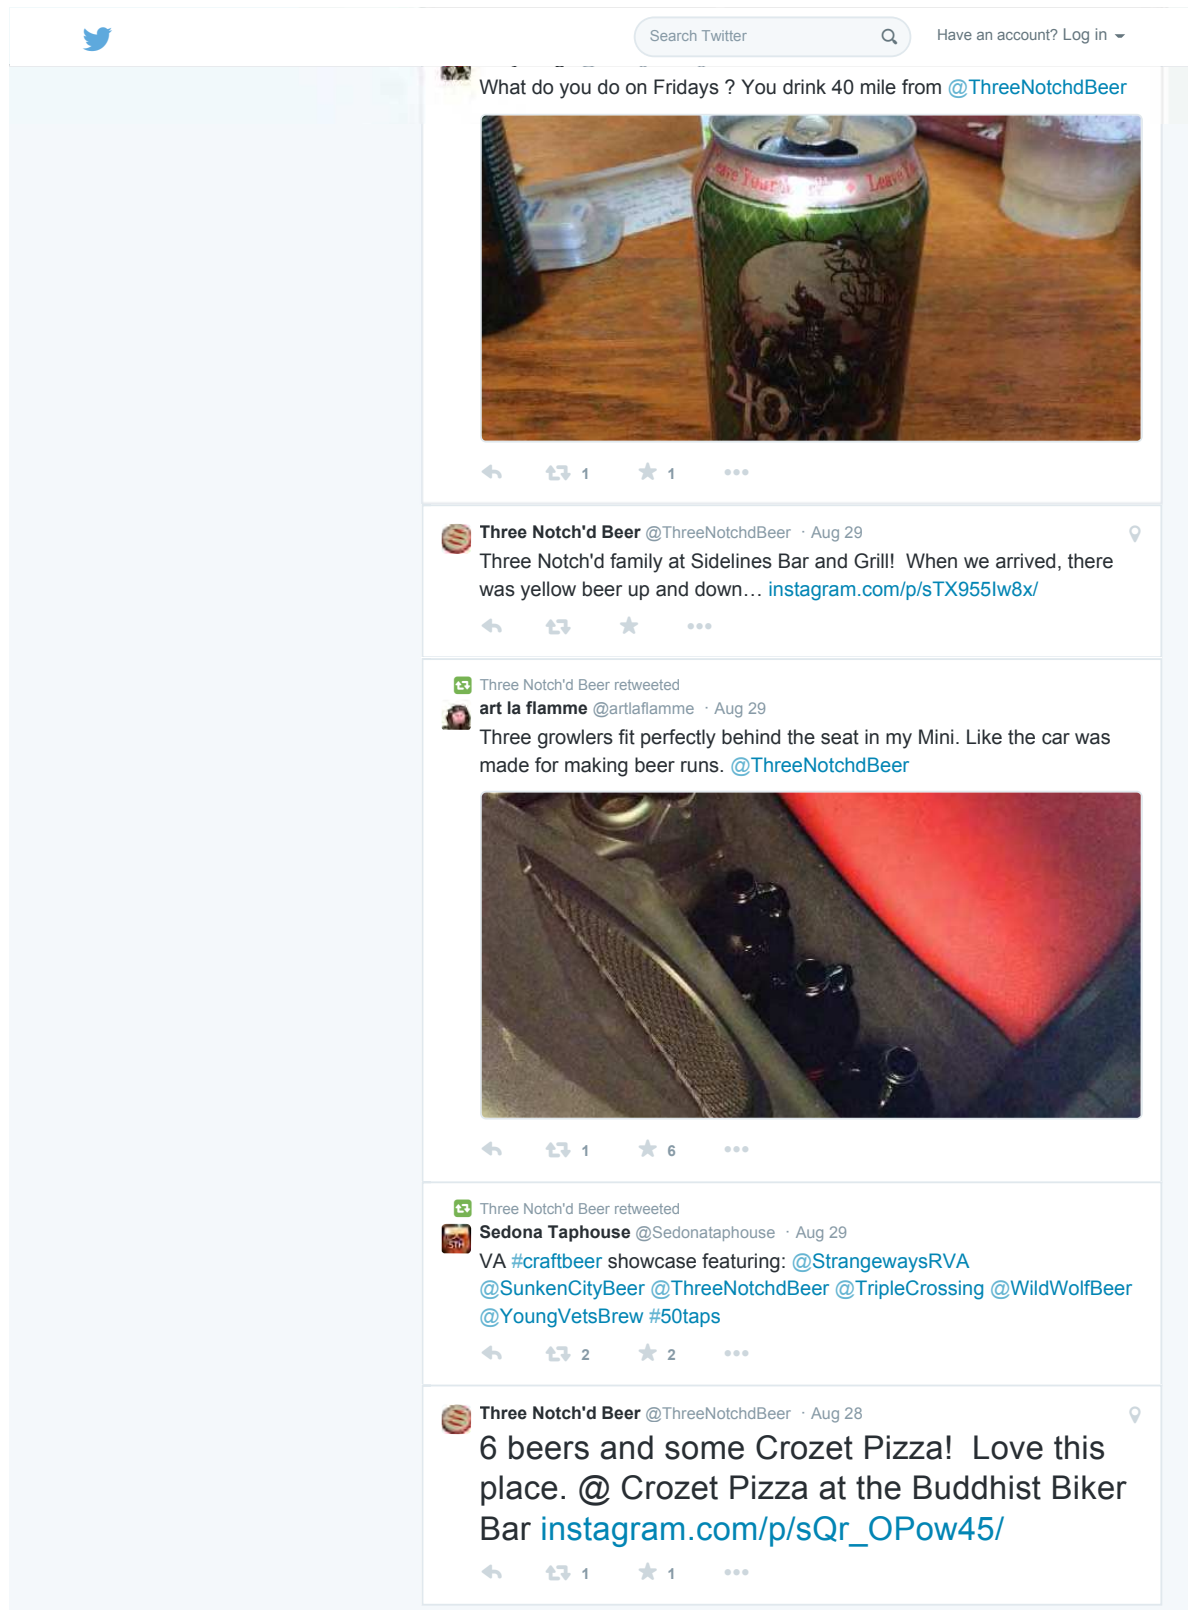 Search Twitter
Have an account? Log in
What do you do on Fridays ? You drink 40 mile from @ThreeNotchdBeer
Leave
40
1 1
Three Notch'd Beer @ThreeNotchdBeer · Aug 29
Three Notch'd family at Sidelines Bar and Grill! When we arrived, there
was yellow beer up and down… instagram.com/p/sTX955Iw8x/
Three Notch'd Beer retweeted
art la flamme @artlaflamme · Aug 29
Three growlers fit perfectly behind the seat in my Mini. Like the car was
made for making beer runs. @ThreeNotchdBeer
1 6
Three Notch'd Beer retweeted
STH
Sedona Taphouse @Sedonataphouse · Aug 29
VA #craftbeer showcase featuring: @StrangewaysRVA
@SunkenCityBeer @ThreeNotchdBeer @TripleCrossing @WildWolfBeer
@YoungVetsBrew #50taps
2 2
Three Notch'd Beer @ThreeNotchdBeer · Aug 28
6 beers and some Crozet Pizza! Love this
place. @ Crozet Pizza at the Buddhist Biker
Bar instagram.com/p/sQr_OPow45/
1 1